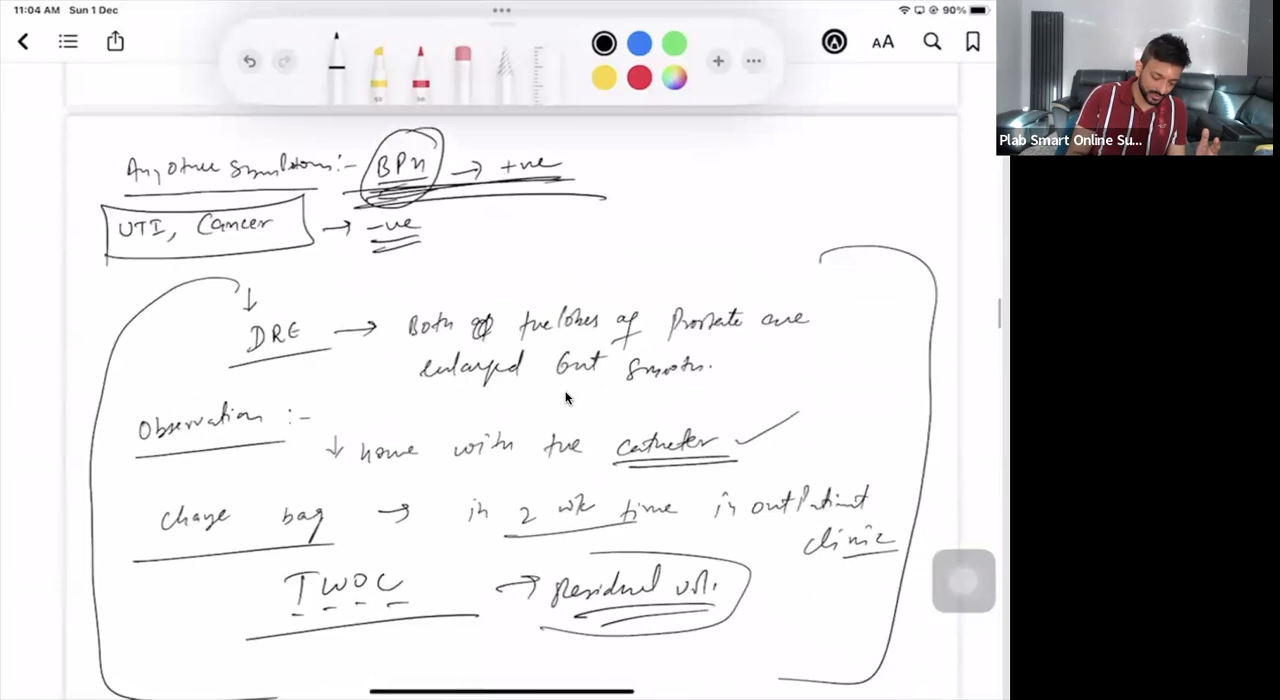 11:04 AM Sun 1 Dec
90%
AA
Plab Smart Online Su...
Any other symptoms :- BPH → +ve
UTI, Cancer → -ve
↓
DRE → Both of the lobes of Prostate are
enlarged but smooth.
Observation :-
↓ home with the catheter ✓
change bag → in 2 wk time in outPatient
clinic
TWOC → Residual vol.